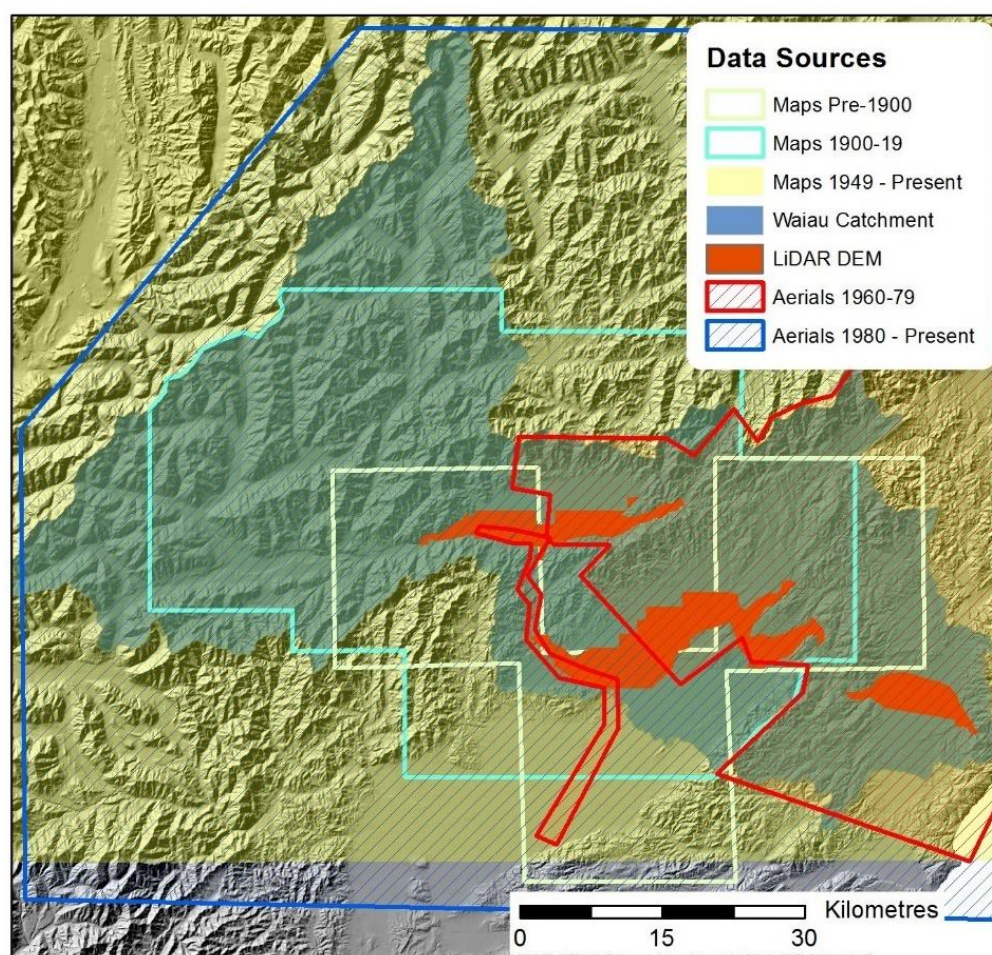 Data Sources
Maps Pre-1900
Maps 1900-19
Maps 1949 - Present
Waiau Catchment
LiDAR DEM
Aerials 1960-79
Aerials 1980 - Present
Kilometres
0 15 30